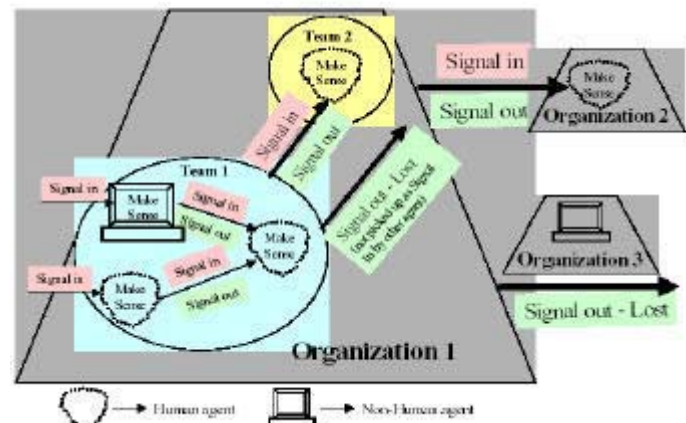 Team 2
Make
Sense
Signal in
Signal out
Signal in
Make
Sense
Signal out
Organization 2
Team 1
Signal in
Make
Sense
Signal in
Signal out
Make
Sense
Signal in
Signal in
Make
Sense
Signal out
Signal out - Lost
(not picked up as Signal
in by other agents)
Organization 3
Signal out - Lost
Organization 1
Human agent
Non-Human agent